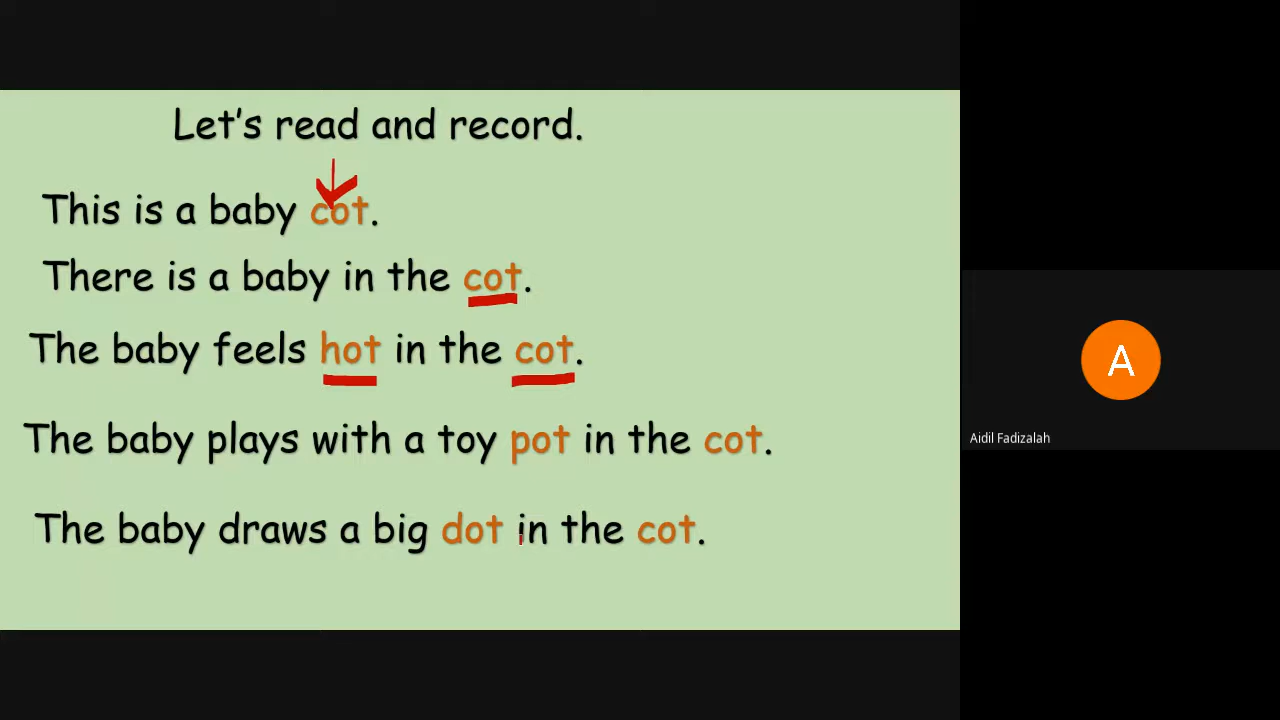 Let's read and record.
This is a baby cot.
There is a baby in the cot.
The baby feels hot in the cot.
The baby plays with a toy pot in the cot.
The baby draws a big dot in the cot.
A
Aidil Fadizalah